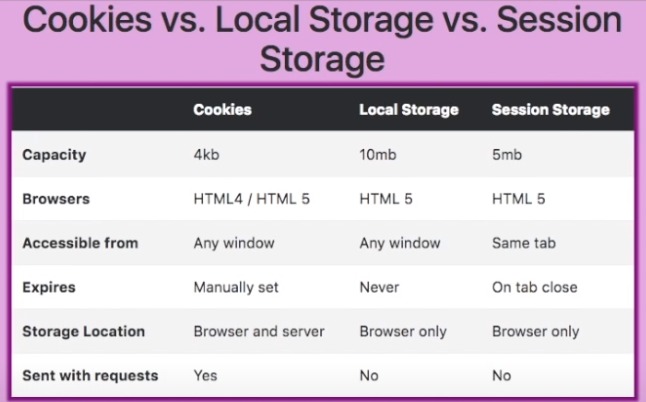 Cookies vs. Local Storage vs. Session
Storage
Cookies Local Storage Session Storage
Capacity 4kb 10mb 5mb
Browsers HTML4 / HTML 5 HTML 5 HTML 5
Accessible from Any window Any window Same tab
Expires Manually set Never On tab close
Storage Location Browser and server Browser only Browser only
Sent with requests Yes No No